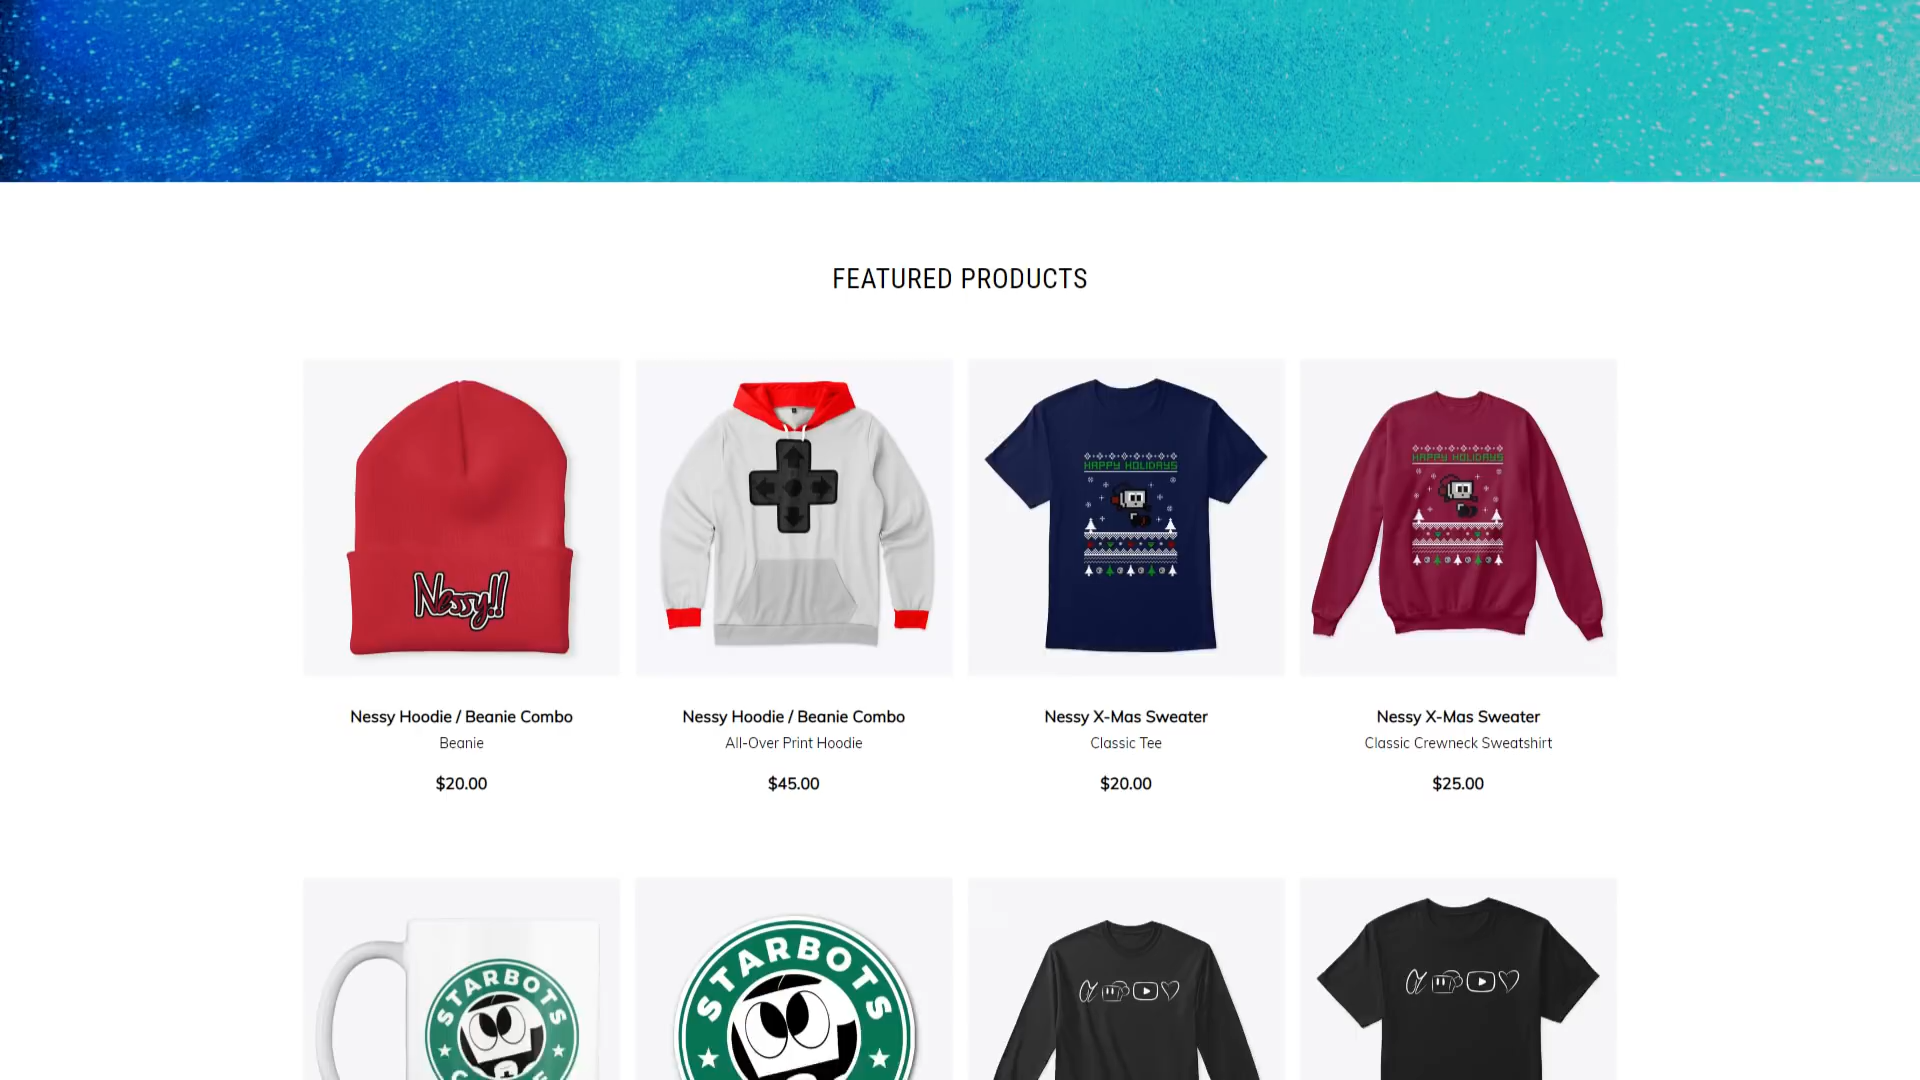 FEATURED PRODUCTS
Nessy!!
HAPPY HOLIDAYS
HAPPY HOLIDAYS
Nessy Hoodie / Beanie Combo
Beanie
$20.00
Nessy Hoodie / Beanie Combo
All-Over Print Hoodie
$45.00
Nessy X-Mas Sweater
Classic Tee
$20.00
Nessy X-Mas Sweater
Classic Crewneck Sweatshirt
$25.00
STARBOTS
STARBOTS